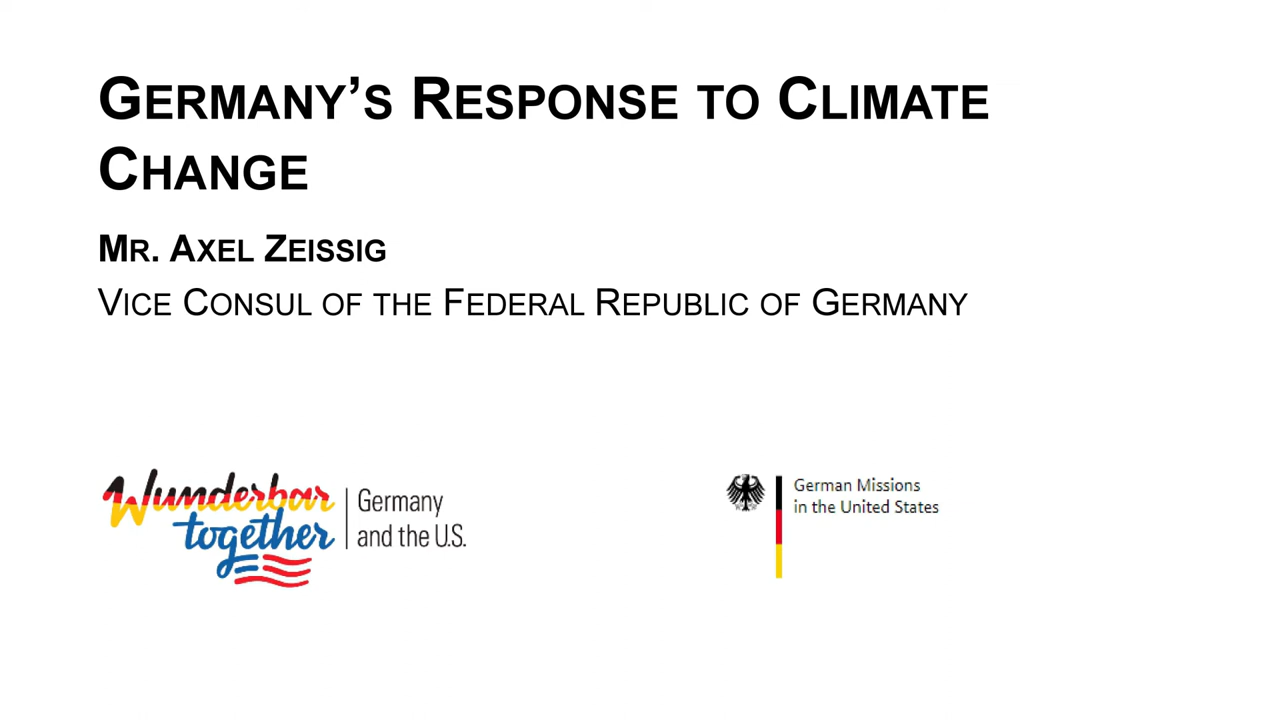 Germany’s Response to Climate
Change
Mr. Axel Zeissig
Vice Consul of the Federal Republic of Germany
Wunderbar
together
Germany
and the U.S.
German Missions
in the United States